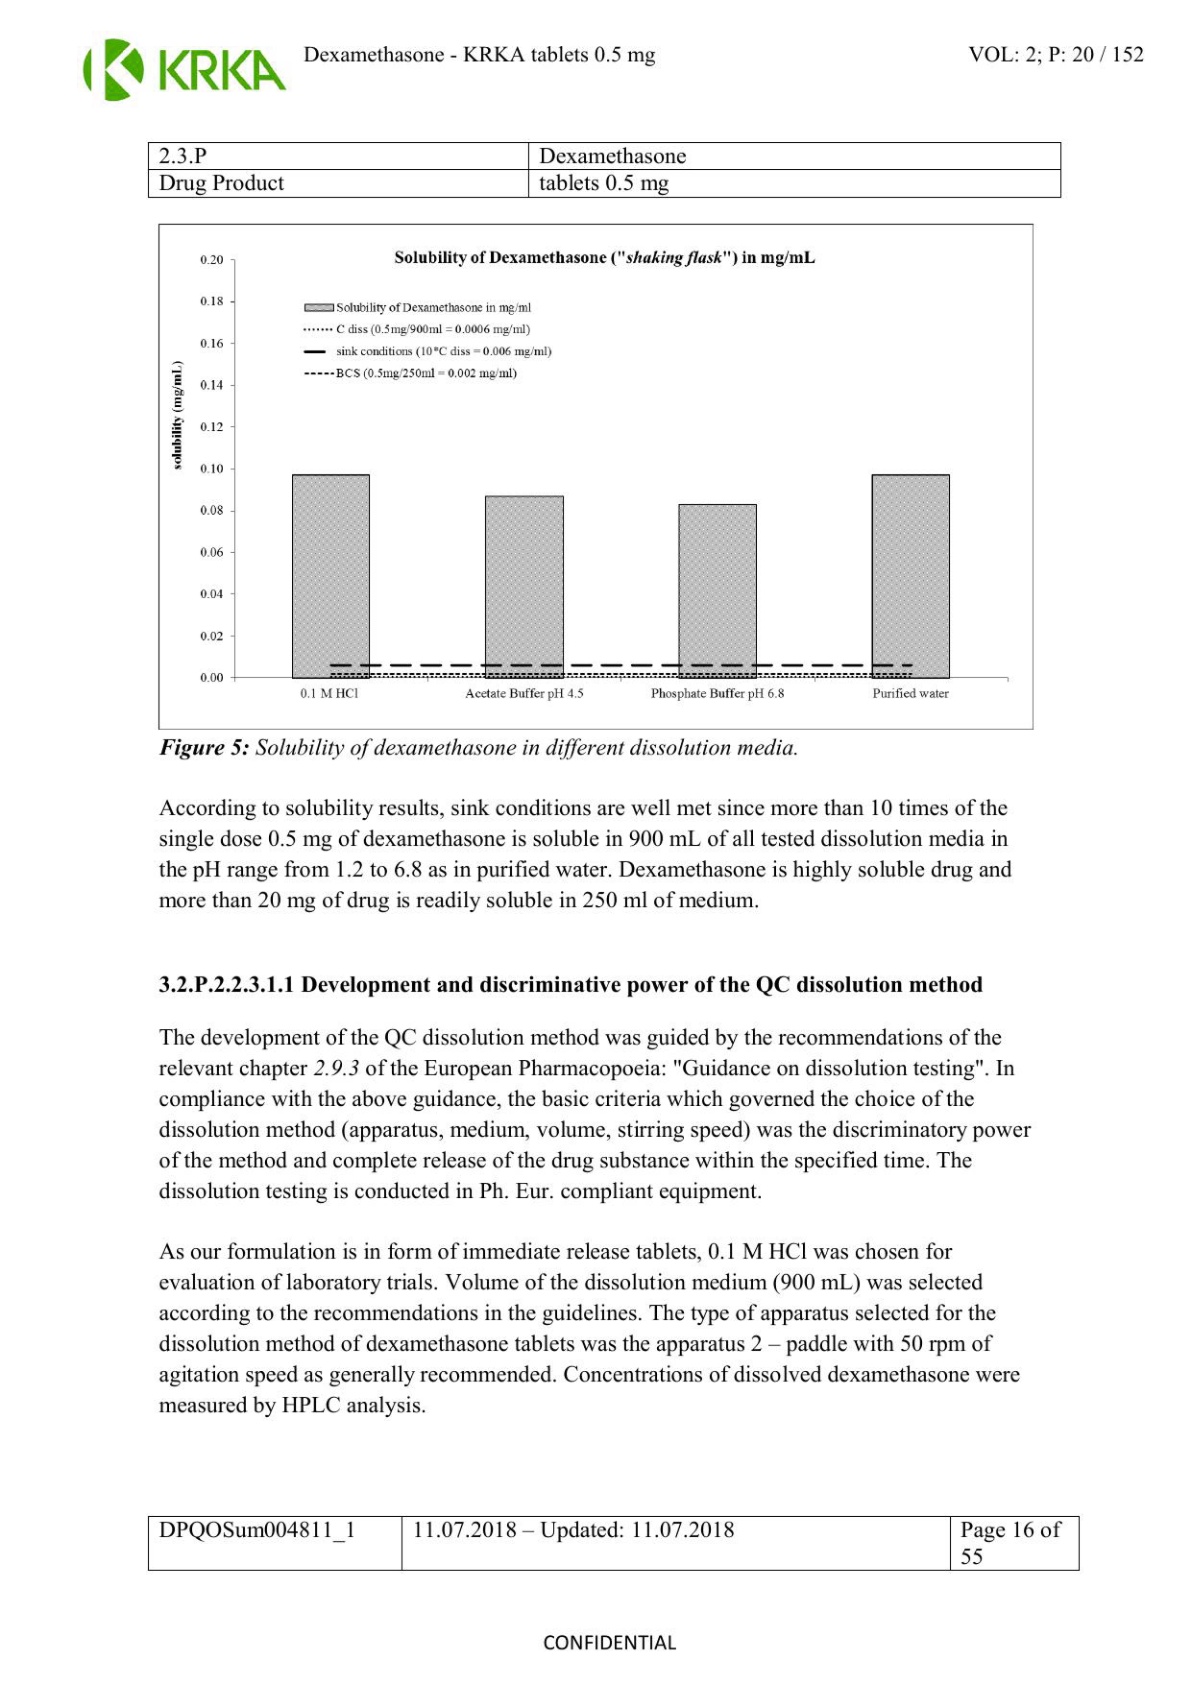 KRKA
Dexamethasone - KRKA tablets 0.5 mg
VOL: 2; P: 20 / 152
2.3.P
Dexamethasone
Drug Product
tablets 0.5 mg
Solubility of Dexamethasone ("shaking flask") in mg/mL
Solubility of Dexamethasone in mg/ml
C diss (0.5mg/900ml = 0.0006 mg/ml)
sink conditions (10*C diss = 0.006 mg/ml)
BCS (0.5mg/250ml = 0.002 mg/ml)
solubility (mg/mL)
0.20
0.18
0.16
0.14
0.12
0.10
0.08
0.06
0.04
0.02
0.00
0.1 M HCl
Acetate Buffer pH 4.5
Phosphate Buffer pH 6.8
Purified water
Figure 5: Solubility of dexamethasone in different dissolution media.
According to solubility results, sink conditions are well met since more than 10 times of the
single dose 0.5 mg of dexamethasone is soluble in 900 mL of all tested dissolution media in
the pH range from 1.2 to 6.8 as in purified water. Dexamethasone is highly soluble drug and
more than 20 mg of drug is readily soluble in 250 ml of medium.
3.2.P.2.2.3.1.1 Development and discriminative power of the QC dissolution method
The development of the QC dissolution method was guided by the recommendations of the
relevant chapter 2.9.3 of the European Pharmacopoeia: "Guidance on dissolution testing". In
compliance with the above guidance, the basic criteria which governed the choice of the
dissolution method (apparatus, medium, volume, stirring speed) was the discriminatory power
of the method and complete release of the drug substance within the specified time. The
dissolution testing is conducted in Ph. Eur. compliant equipment.
As our formulation is in form of immediate release tablets, 0.1 M HCl was chosen for
evaluation of laboratory trials. Volume of the dissolution medium (900 mL) was selected
according to the recommendations in the guidelines. The type of apparatus selected for the
dissolution method of dexamethasone tablets was the apparatus 2 – paddle with 50 rpm of
agitation speed as generally recommended. Concentrations of dissolved dexamethasone were
measured by HPLC analysis.
DPQOSum004811_1
11.07.2018 – Updated: 11.07.2018
Page 16 of
55
CONFIDENTIAL